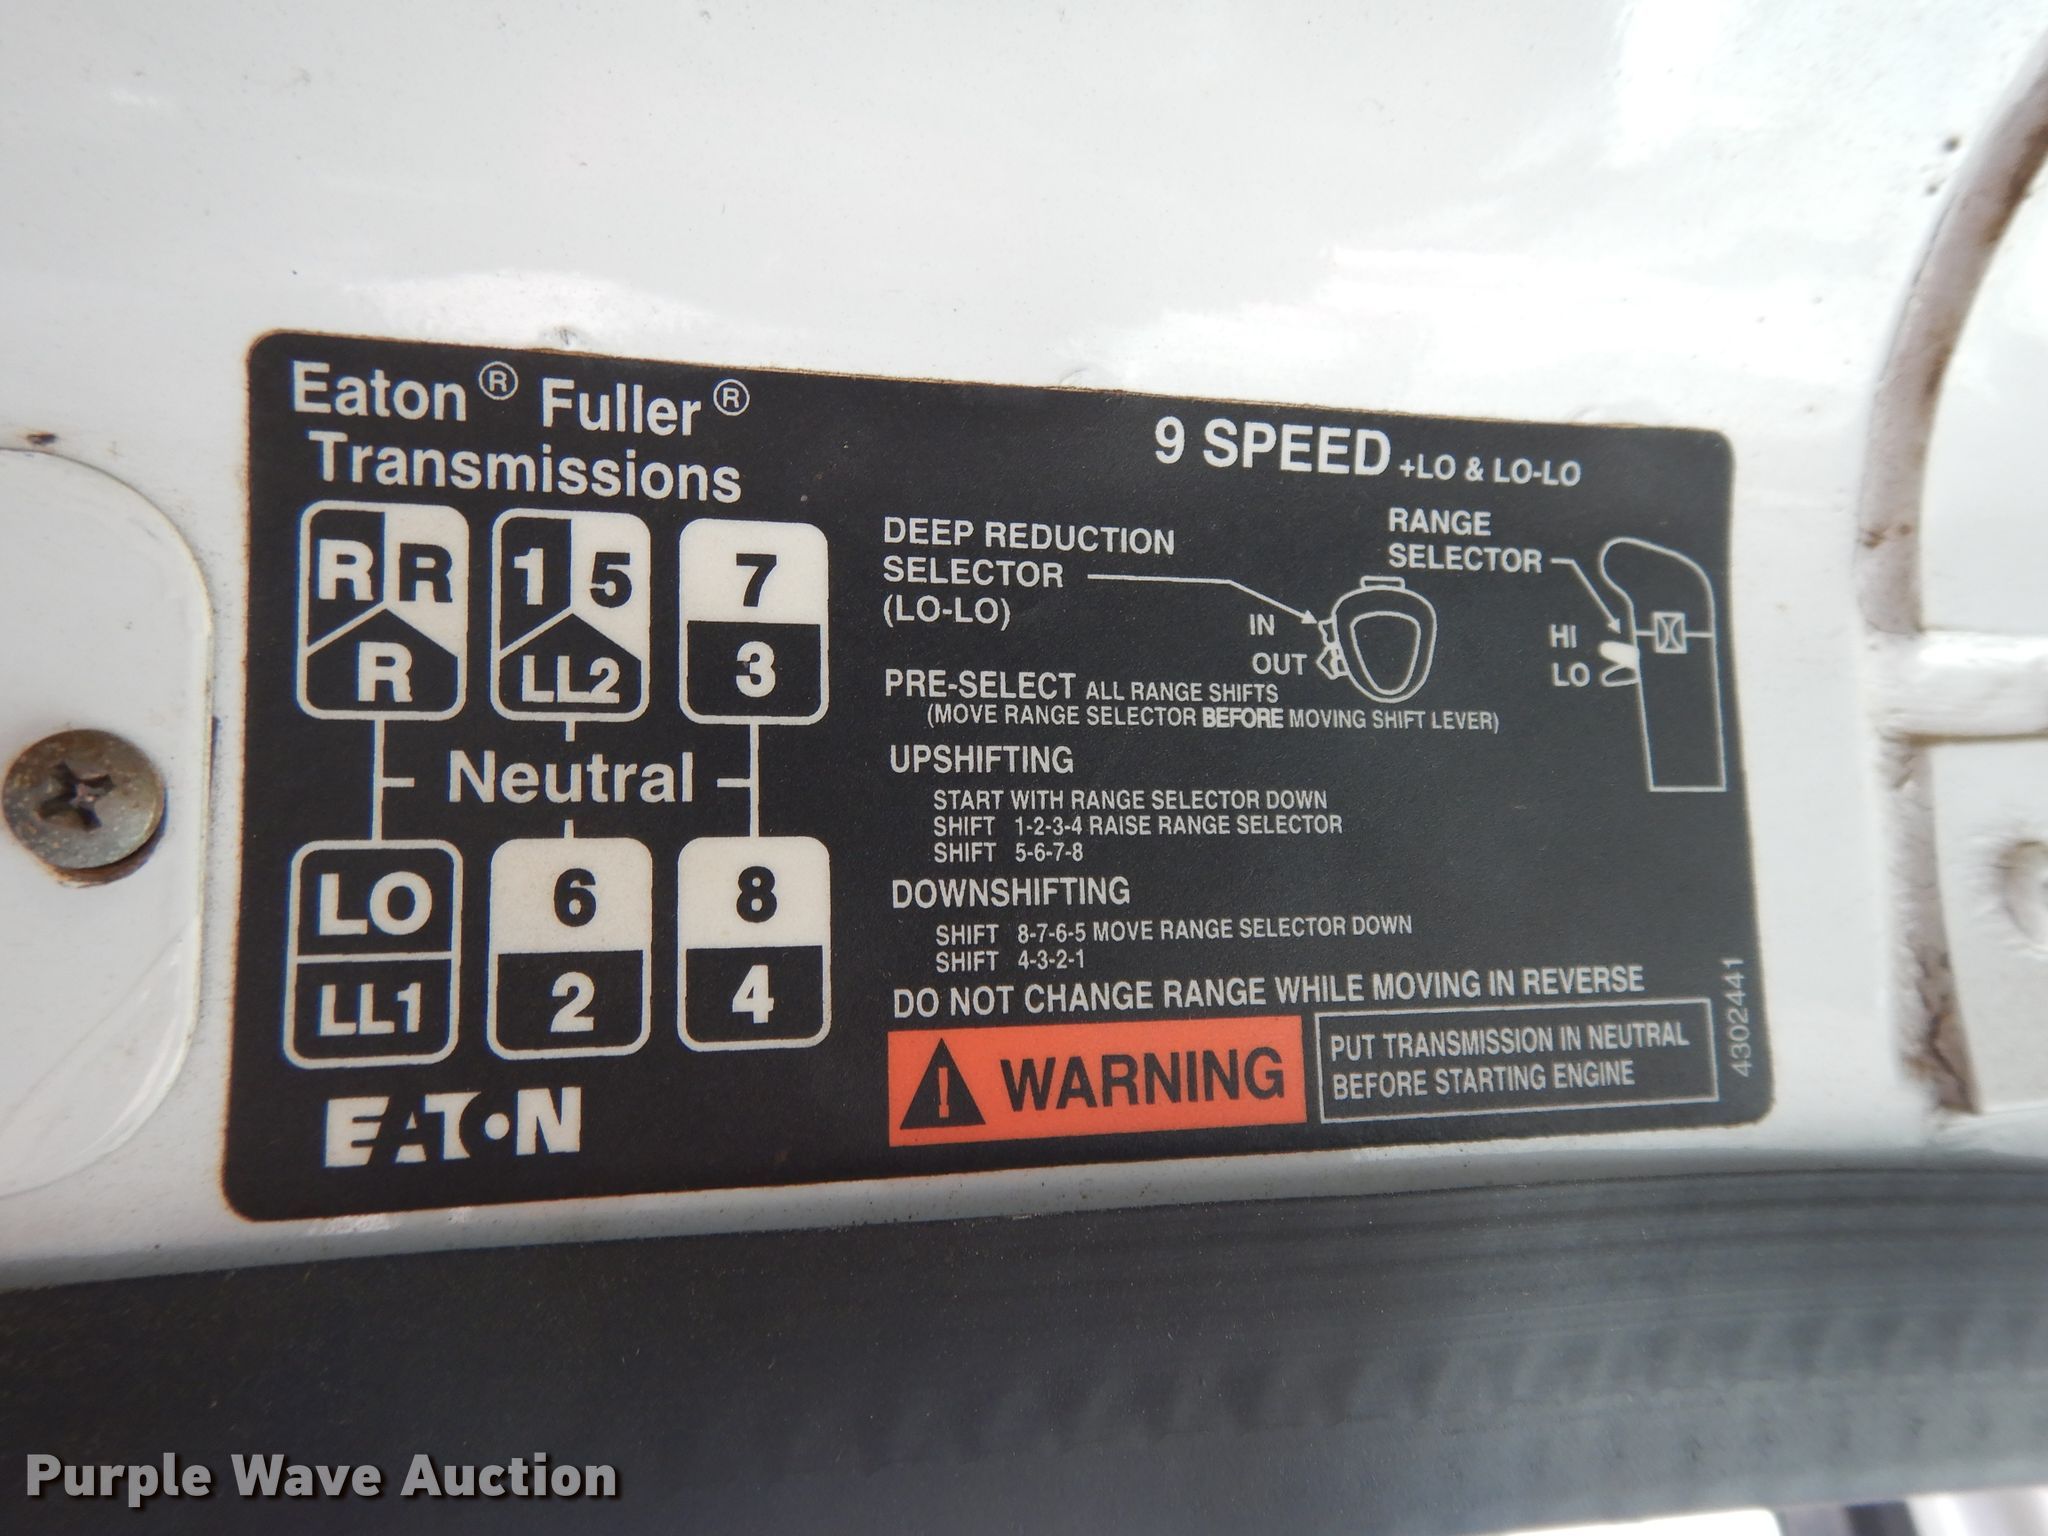 Eaton® Fuller®
Transmissions
R R
R
1 5
LL2
7
3
Neutral
LO
LL1
6
2
8
4
EATON
9 SPEED +LO & LO-LO
DEEP REDUCTION
SELECTOR
(LO-LO)
IN
OUT
RANGE
SELECTOR
HI
LO
PRE-SELECT ALL RANGE SHIFTS
(MOVE RANGE SELECTOR BEFORE MOVING SHIFT LEVER)
UPSHIFTING
START WITH RANGE SELECTOR DOWN
SHIFT 1-2-3-4 RAISE RANGE SELECTOR
SHIFT 5-6-7-8
DOWNSHIFTING
SHIFT 8-7-6-5 MOVE RANGE SELECTOR DOWN
SHIFT 4-3-2-1
DO NOT CHANGE RANGE WHILE MOVING IN REVERSE
! WARNING
PUT TRANSMISSION IN NEUTRAL
BEFORE STARTING ENGINE
4302441
Purple Wave Auction